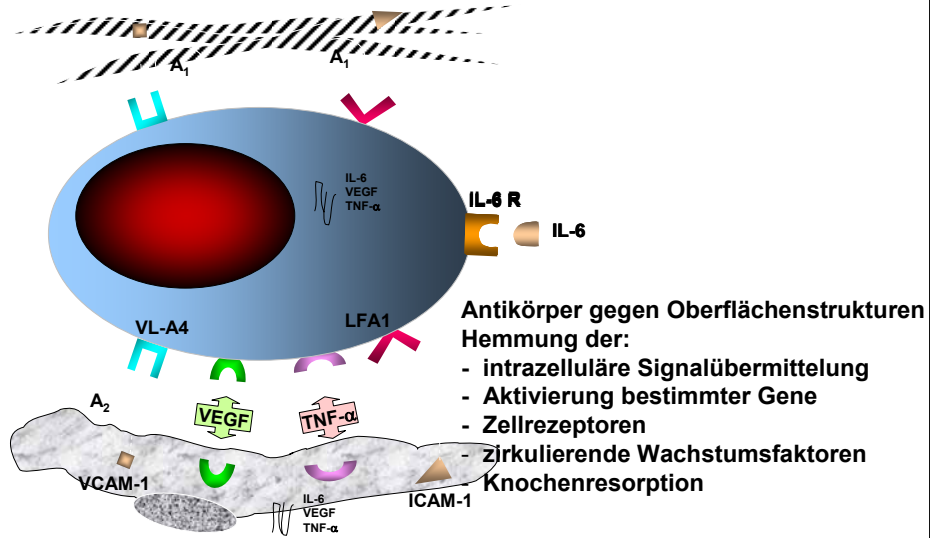 A1
A1
IL-6
VEGF
TNF-α
IL-6 R
IL-6
VL-A4
LFA1
Antikörper gegen Oberflächenstrukturen
Hemmung der:
- intrazelluläre Signalübermittelung
- Aktivierung bestimmter Gene
- Zellrezeptoren
- zirkulierende Wachstumsfaktoren
- Knochenresorption
A2
VEGF
TNF-α
VCAM-1
ICAM-1
IL-6
VEGF
TNF-α